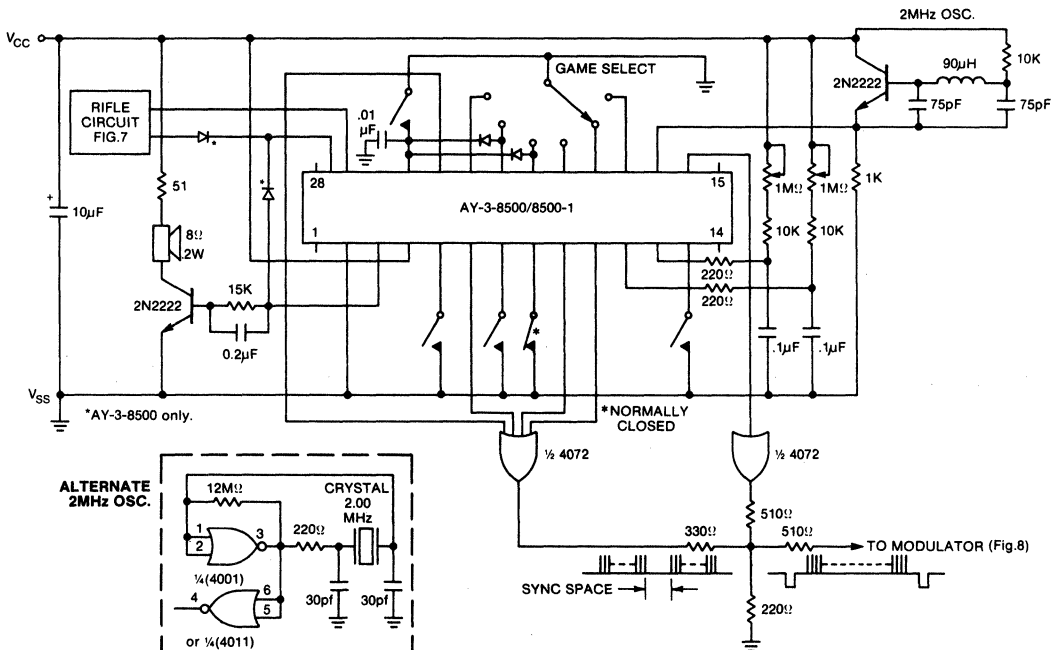 2MHz OSC.
VCC
GAME SELECT
90μH
10K
2N2222
75pF
75pF
RIFLE
CIRCUIT
FIG.7
.01
μF
*
*
28
15
1MΩ
1MΩ
1K
51
+
10μF
AY-3-8500/8500-1
8Ω
.2W
1
14
10K
10K
220Ω
220Ω
2N2222
15K
0.2μF
*
.1μF
.1μF
VSS
*AY-3-8500 only.
*NORMALLY
CLOSED
½ 4072
½ 4072
ALTERNATE
2MHz OSC.
12MΩ
CRYSTAL
2.00
MHz
1
2
3
220Ω
510Ω
330Ω
510Ω
TO MODULATOR (Fig.8)
¼(4001)
30pf
30pf
SYNC SPACE
4
6
5
220Ω
or ¼(4011)